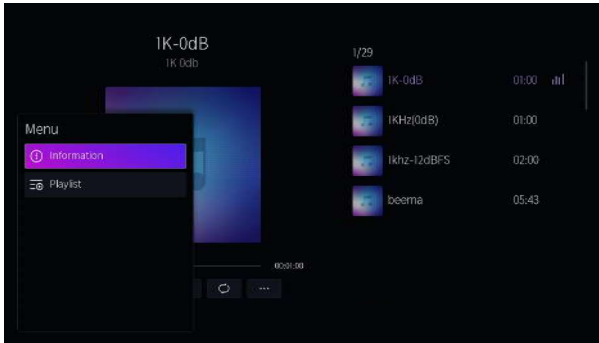 1K-0dB
1K 0db
1/29
1K-0dB 01:00
1KHz(0dB) 01:00
1khz-12dBFS 02:00
beema 05:43
Menu
Information
Playlist
00:01:00